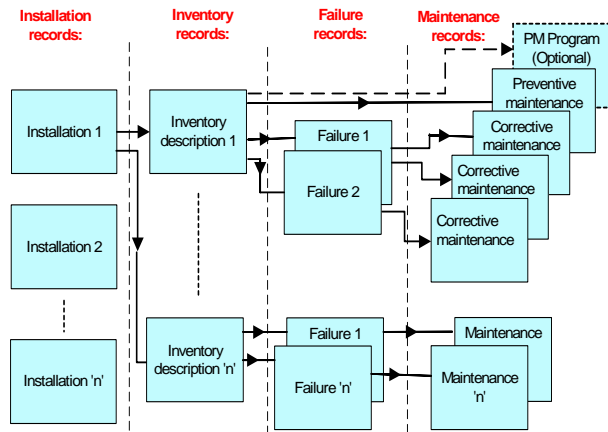 Installation
records:
Inventory
records:
Failure
records:
Maintenance
records:
PM Program
(Optional)
Preventive
maintenance
Installation 1
Inventory
description 1
Failure 1
Corrective
maintenance
Failure 2
Corrective
maintenance
Corrective
maintenance
Installation 2
Installation 'n'
Inventory
description 'n'
Failure 1
Failure 'n'
Maintenance
Maintenance
'n'